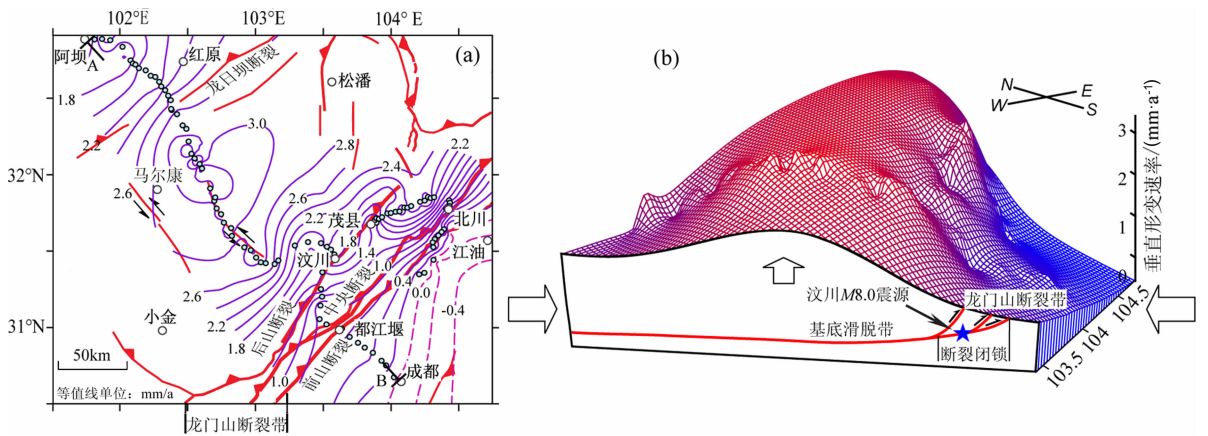 102°E
103°E
104° E
(a)
阿坝
A
红原
龙日坝断裂
松潘
1.8
2.2
3.0
2.8
2.2
2.4
32°N
马尔康
2.6
2.6
2.2
茂县
北川
1.8
汶川
1.4
江油
1.0
中央断裂
0.4
0.0
-0.4
2.6
小金
2.2
后山断裂
31°N
都江堰
1.8
前山断裂
50km
1.0
B
成都
等值线单位：mm/a
龙门山断裂带
(b)
N
E
W
S
垂直形变速率/(mm·a⁻¹)
3
2
1
0
汶川M8.0震源
龙门山断裂带
基底滑脱带
断裂闭锁
104.5
104
103.5